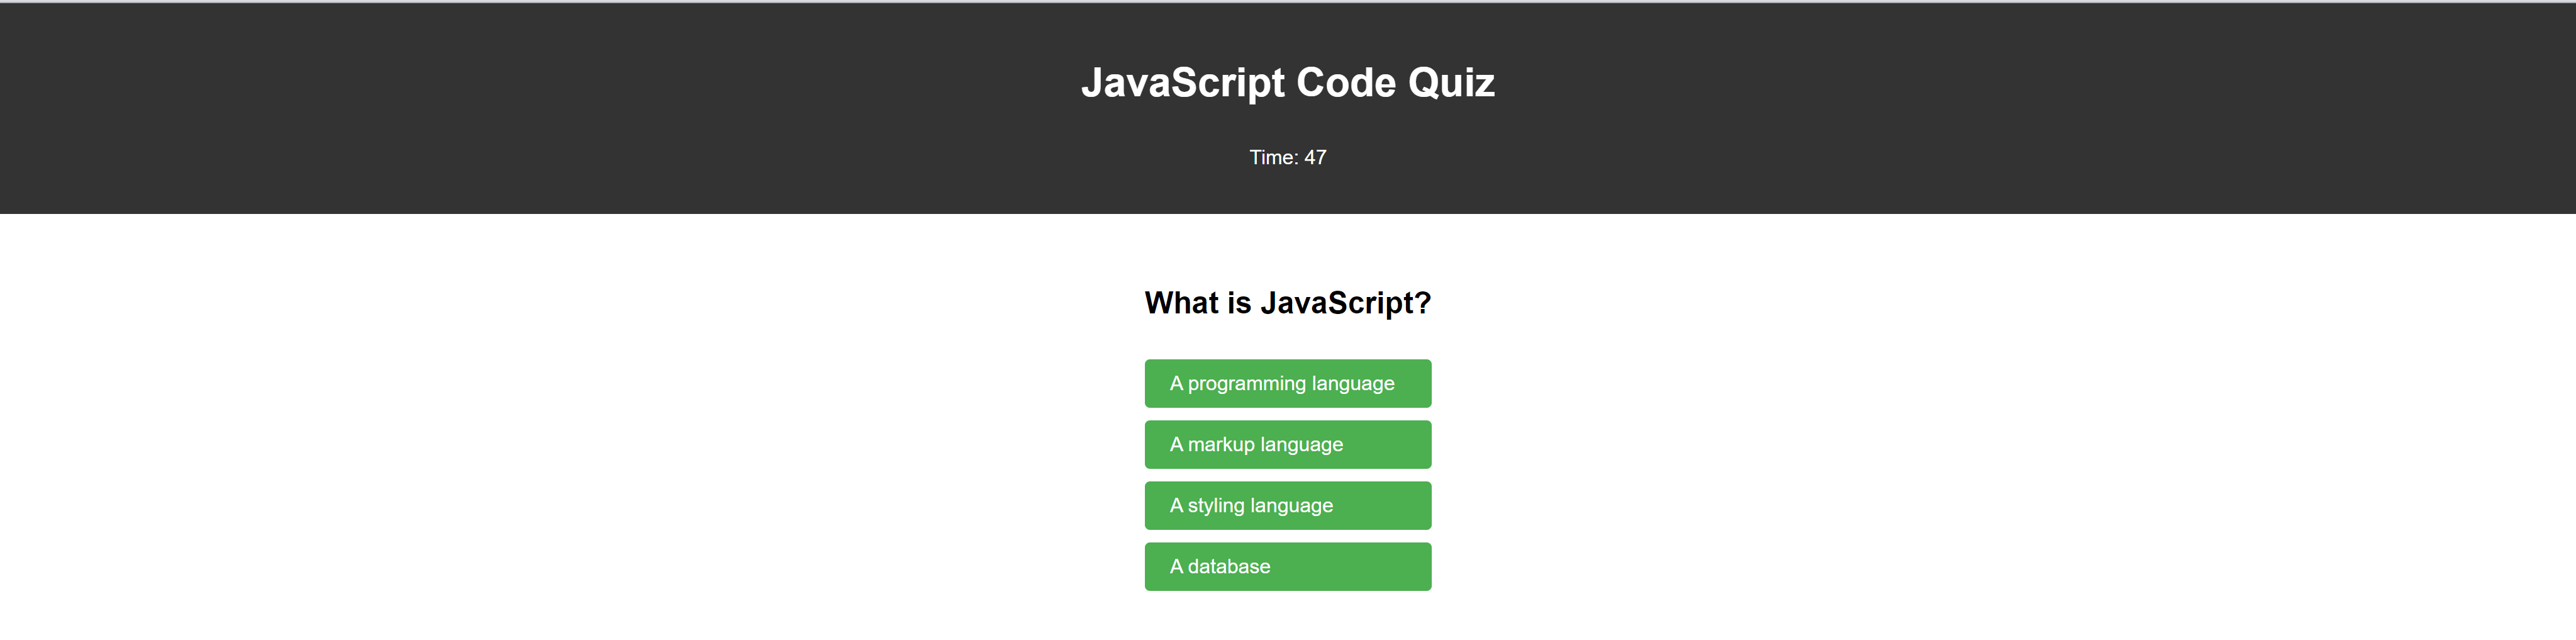 JavaScript Code Quiz
Time: 47
What is JavaScript?
A programming language
A markup language
A styling language
A database